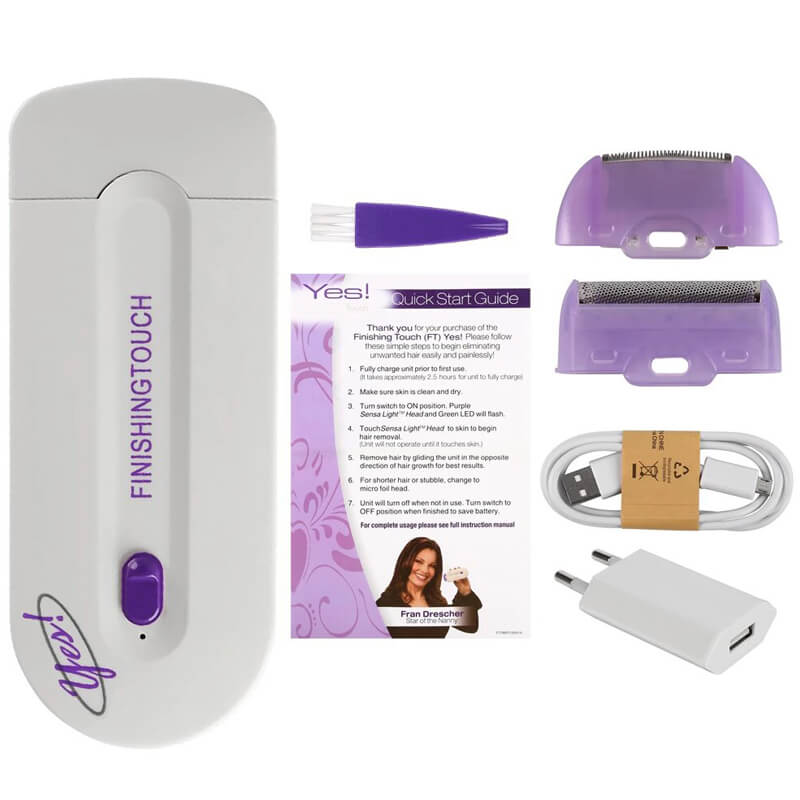 FINISHINGTOUCH
Yes!
Yes!
Quick Start Guide
Thank you for your purchase of the
Finishing Touch (FT) Yes! Please follow
these simple steps to begin eliminating
unwanted hair easily and painlessly!
1. Fully charge unit prior to first use.
(It takes approximately 2.5 hours for unit to fully charge)
2. Make sure skin is clean and dry.
3. Turn switch to ON position. Purple
Sensa Light™ Head and Green LED will flash.
4. Touch Sensa Light™ Head to skin to begin
hair removal.
(Unit will not operate until it touches skin.)
5. Remove hair by gliding the unit in the opposite
direction of hair growth for best results.
6. For shorter hair or stubble, change to
micro foil head.
7. Unit will turn off when not in use. Turn switch to
OFF position when finished to save battery.
For complete usage please see full instruction manual
Fran Drescher
Star of the Nanny